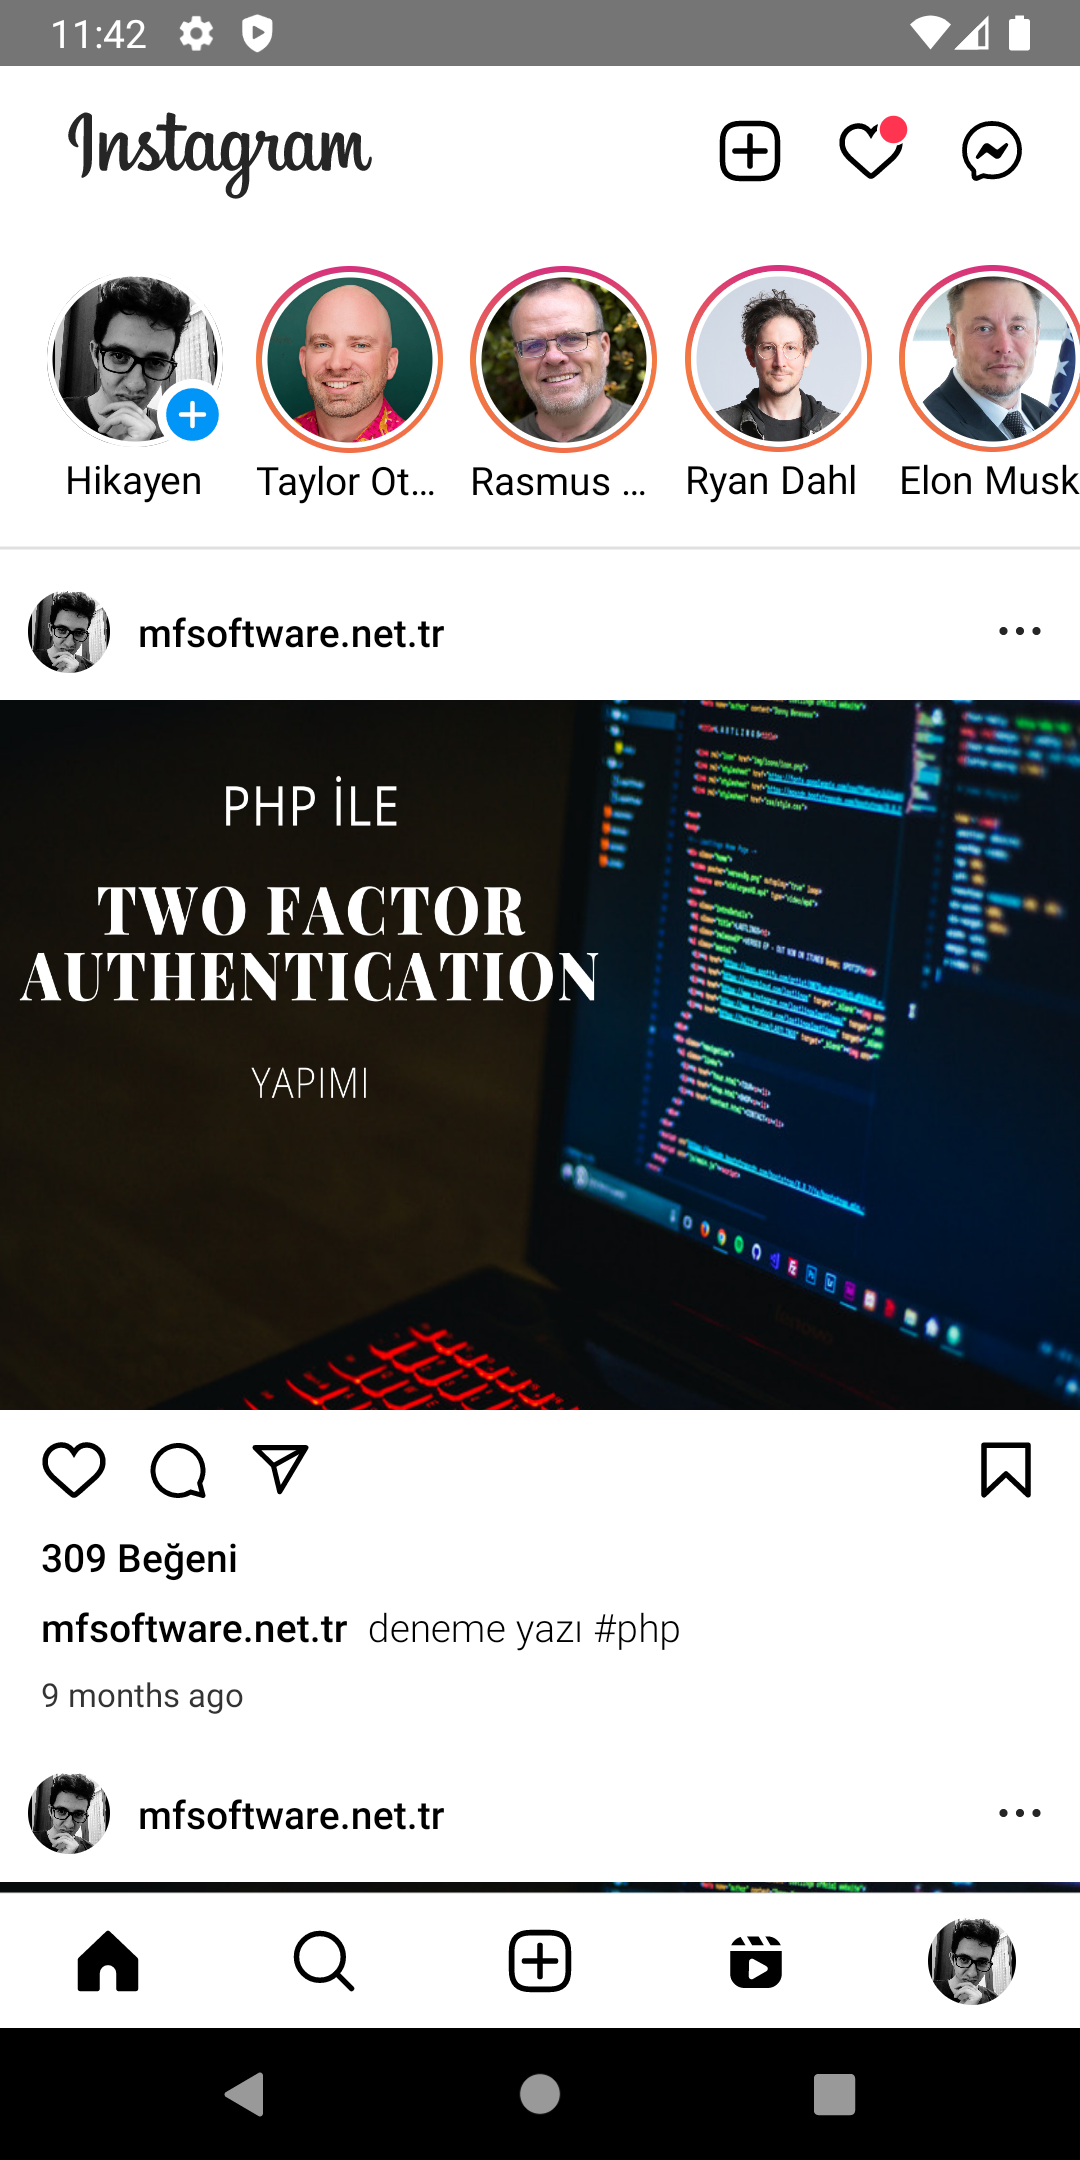 11:42
Instagram
Hikayen
Taylor Ot...
Rasmus ...
Ryan Dahl
Elon Musk
mfsoftware.net.tr
PHP İLE
TWO FACTOR
AUTHENTICATION
YAPIMI
309 Beğeni
mfsoftware.net.tr deneme yazı #php
9 months ago
mfsoftware.net.tr